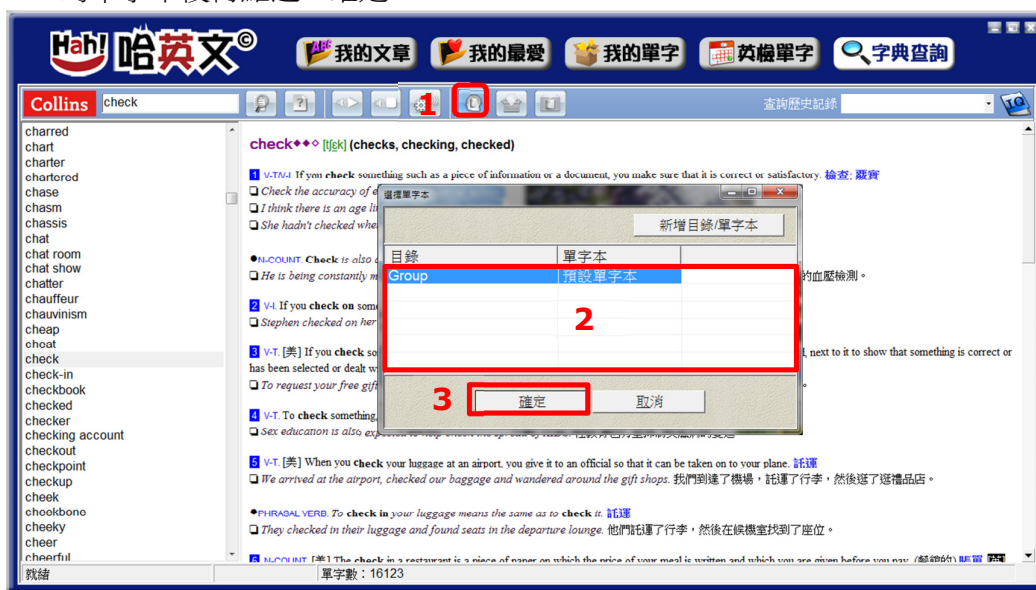 Hah! 哈英文©
我的文章
我的最愛
我的單字
英檢單字
字典查詢
Collins check
1
查詢歷史記錄
charred
chart
charter
chartered
chase
chasm
chassis
chat
chat room
chat show
chatter
chauffeur
chauvinism
cheap
cheat
check
check-in
checkbook
checked
checker
checking account
checkout
checkpoint
checkup
cheek
cheekbone
cheeky
cheer
cheerful
check◆◆◇ [tʃɛk] (checks, checking, checked)
1 V-T/V-I. If you check something such as a piece of information or a document, you make sure that it is correct or satisfactory. 檢查; 覈實
Check the accuracy of
I think there is an age
She hadn't checked
●N-COUNT. Check is also
He is being constantly 的血壓檢測。
2 V-I. If you check on
Stephen checked on her
3 V-T. [美] If you check next to it to show that something is correct or
has been selected or dealt
To request your free
4 V-T. To check something,
Sex education is also
5 V-T. [美] When you check your luggage at an airport, you give it to an official so that it can be taken on to your plane. 託運
We arrived at the airport, checked our baggage and wandered around the gift shops. 我們到達了機場，託運了行李，然後逛了逛禮品店。
●PHRASAL VERB. To check in your luggage means the same as to check it. 託運
They checked in their luggage and found seats in the departure lounge. 他們託運了行李，然後在候機室找到了座位。
6 N-COUNT. [美] The check in a restaurant is a piece of paper on which the price of your meal is written and which you are given before you pay. (餐館的) 賬單
選擇單字本
新增目錄/單字本
目錄 單字本
Group 預設單字本
2
3
確定 取消
就緒 單字數：16123